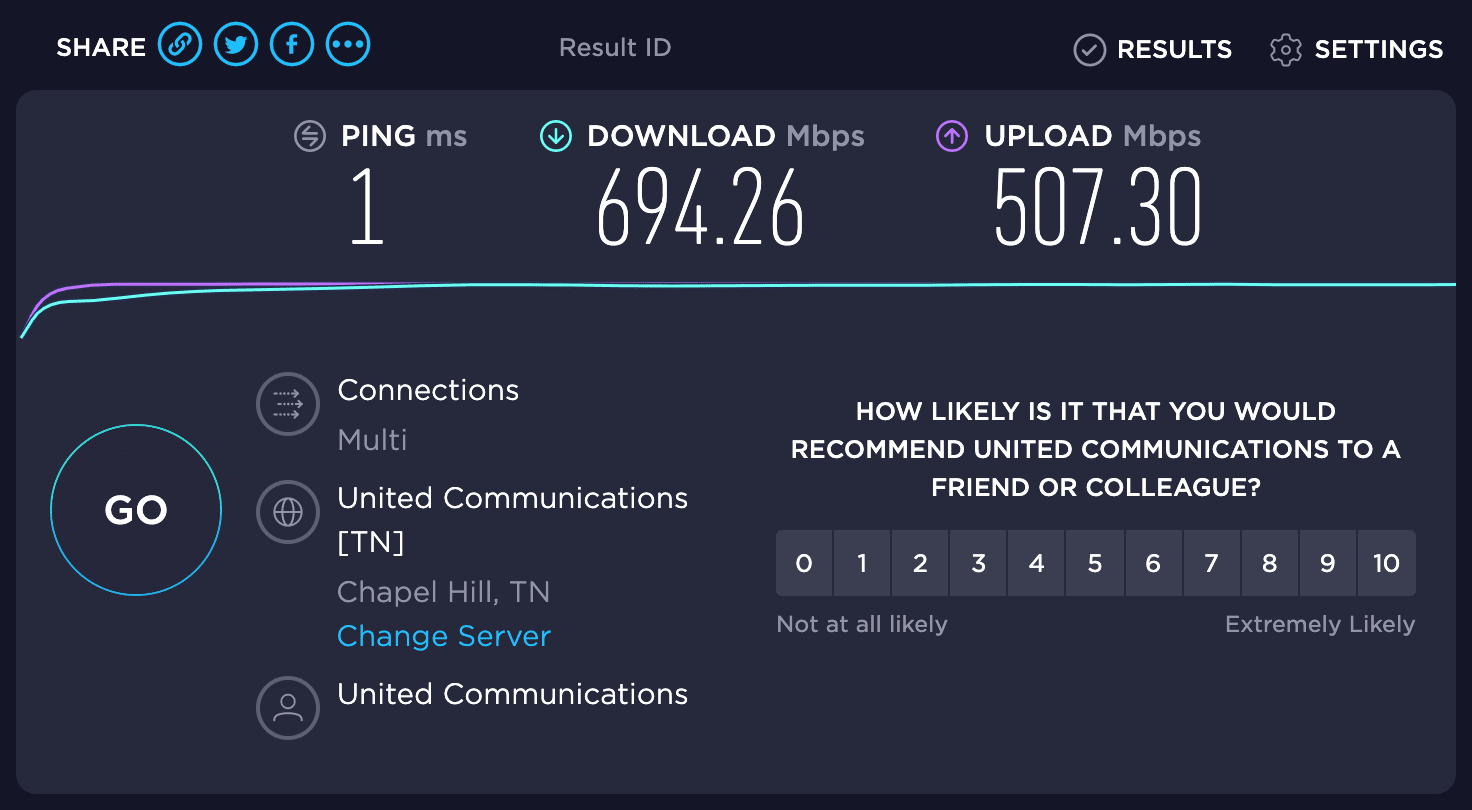 SHARE
Result ID
RESULTS
SETTINGS
PING ms
1
DOWNLOAD Mbps
694.26
UPLOAD Mbps
507.30
GO
Connections
Multi
United Communications
[TN]
Chapel Hill, TN
Change Server
United Communications
HOW LIKELY IS IT THAT YOU WOULD
RECOMMEND UNITED COMMUNICATIONS TO A
FRIEND OR COLLEAGUE?
0 1 2 3 4 5 6 7 8 9 10
Not at all likely
Extremely Likely